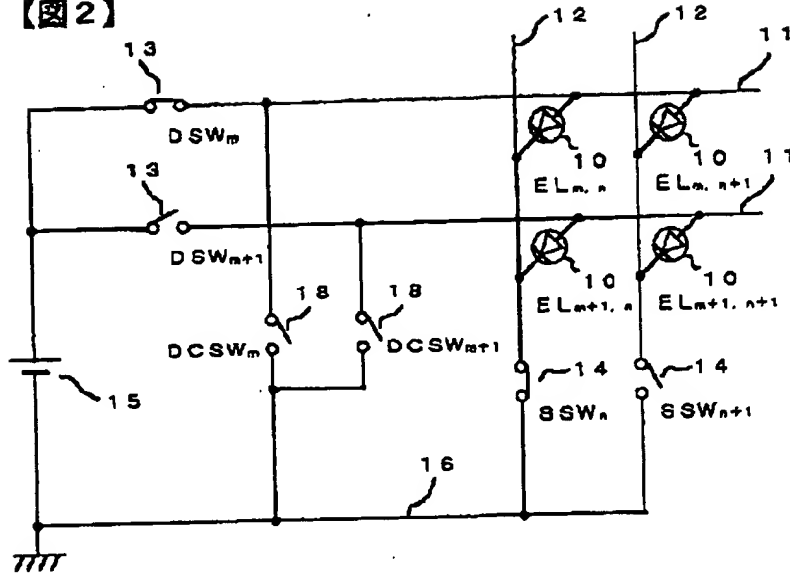 【図2】
12 12
13 11
DSWm
10 10
ELm,n ELm,n+1
13 11
DSWm+1
10 10
18 18 ELm+1,n ELm+1,n+1
DCSWm DCSWm+1
14 14
15 SSWn SSWn+1
16